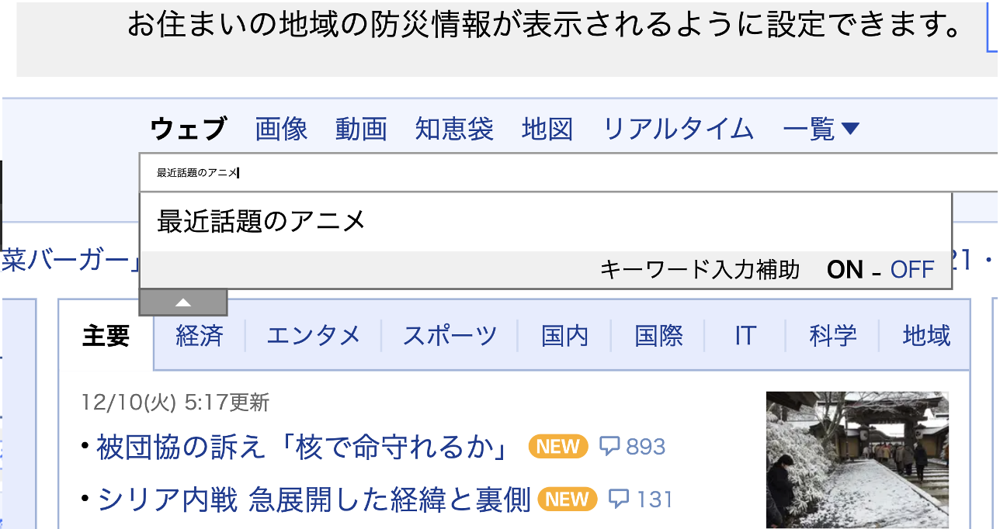 お住まいの地域の防災情報が表示されるように設定できます。
ウェブ 画像 動画 知恵袋 地図 リアルタイム 一覧▼
最近話題のアニメ
最近話題のアニメ
キーワード入力補助 ON - OFF
菜バーガー」 21・
主要 経済 エンタメ スポーツ 国内 国際 IT 科学 地域
12/10(火) 5:17更新
・被団協の訴え「核で命守れるか」 NEW 893
・シリア内戦 急展開した経緯と裏側 NEW 131